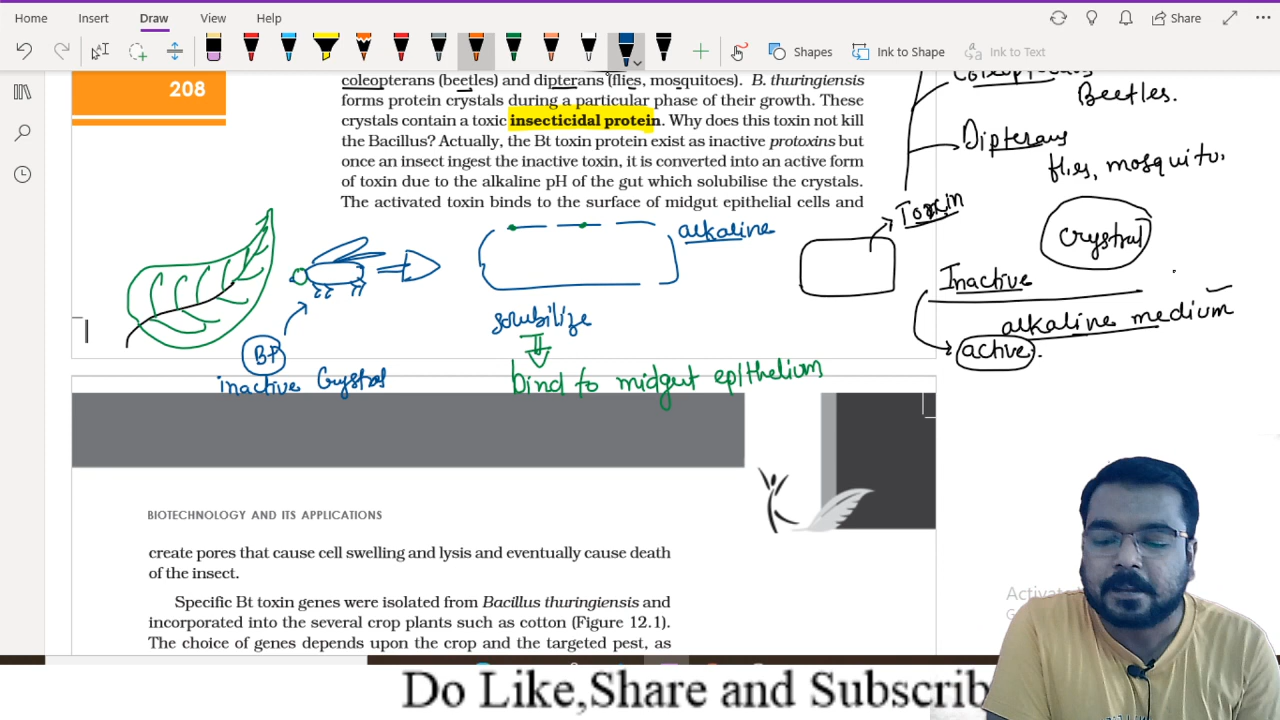 Home Insert Draw View Help Share
Shapes Ink to Shape Ink to Math
208
coleopterans (beetles) and dipterans (flies, mosquitoes). B. thuringiensis
forms protein crystals during a particular phase of their growth. These
crystals contain a toxic insecticidal protein. Why does this toxin not kill
the Bacillus? Actually, the Bt toxin protein exist as inactive protoxins but
once an insect ingest the inactive toxin, it is converted into an active form
of toxin due to the alkaline pH of the gut which solubilise the crystals.
The activated toxin binds to the surface of midgut epithelial cells and
Beetles.
Dipterans
flies, mosquito,
Toxin
crystral
alkaline
Inactive
alkaline medium
active.
solubilize
Bt
inactive Crystral
bind to midgut epithelium
BIOTECHNOLOGY AND ITS APPLICATIONS
create pores that cause cell swelling and lysis and eventually cause death
of the insect.
Specific Bt toxin genes were isolated from Bacillus thuringiensis and
incorporated into the several crop plants such as cotton (Figure 12.1).
The choice of genes depends upon the crop and the targeted pest, as
Do Like,Share and Subscrib